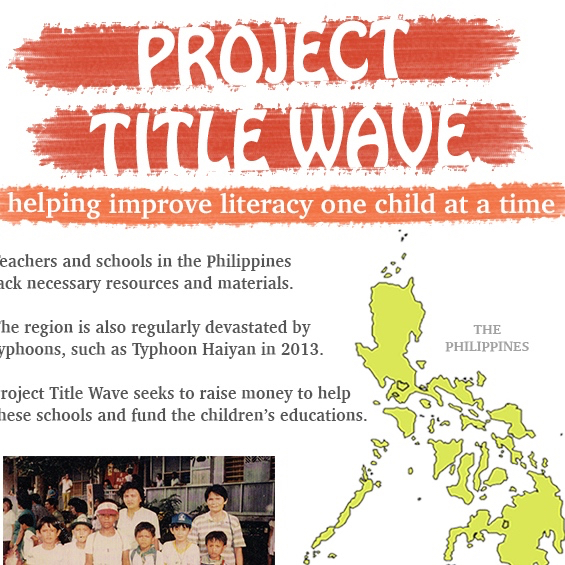 PROJECT
TITLE WAVE
helping improve literacy one child at a time
eachers and schools in the Philippines
ack necessary resources and materials.
he region is also regularly devastated by
yphoons, such as Typhoon Haiyan in 2013.
roject Title Wave seeks to raise money to help
hese schools and fund the children's educations.
THE
PHILIPPINES